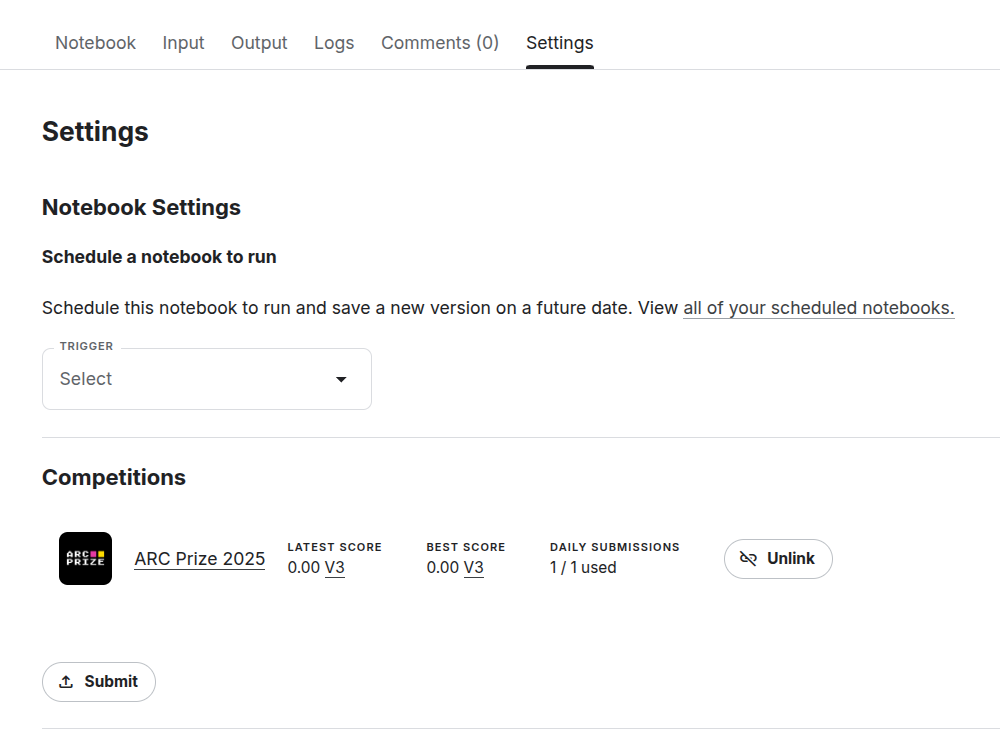 Notebook Input Output Logs Comments (0) Settings
Settings
Notebook Settings
Schedule a notebook to run
Schedule this notebook to run and save a new version on a future date. View all of your scheduled notebooks.
TRIGGER
Select
Competitions
ARC
PRIZE
ARC Prize 2025
LATEST SCORE
0.00 V3
BEST SCORE
0.00 V3
DAILY SUBMISSIONS
1 / 1 used
Unlink
Submit